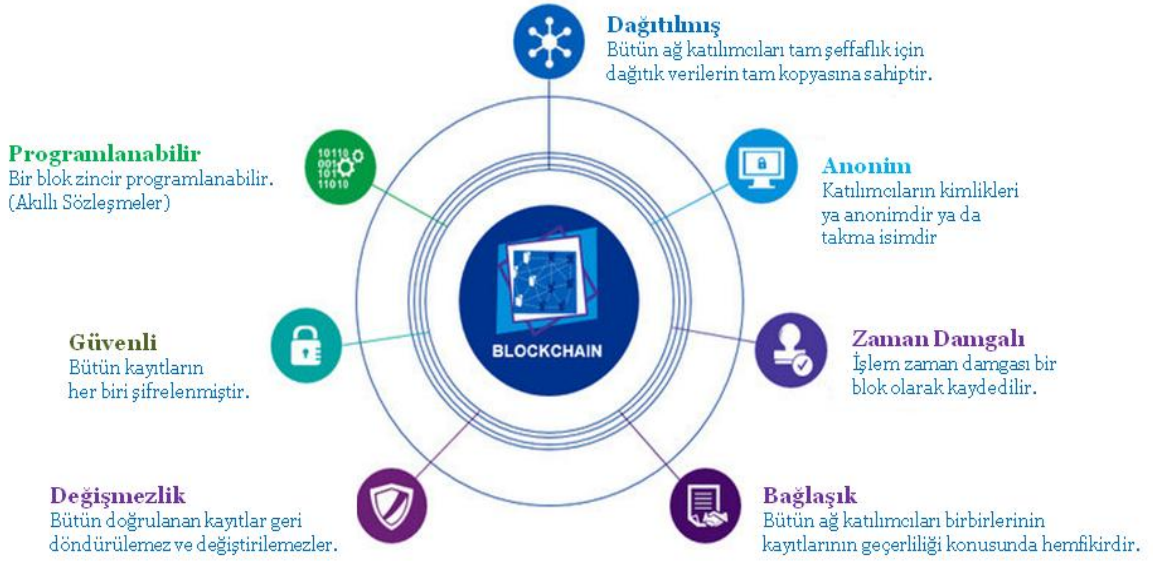 Dağıtılmış
Bütün ağ katılımcıları tam şeffaflık için
dağıtık verilerin tam kopyasına sahiptir.
Programlanabilir
Bir blok zincir programlanabilir.
(Akıllı Sözleşmeler)
10110
001
101
11010
Anonim
Katılımcıların kimlikleri
ya anonimdir ya da
takma isimdir
Güvenli
Bütün kayıtların
her biri şifrelenmiştir.
BLOCKCHAIN
Zaman Damgalı
İşlem zaman damgası bir
blok olarak kaydedilir.
Değişmezlik
Bütün doğrulanan kayıtlar geri
döndürülemez ve değiştirilemezler.
Bağlaşık
Bütün ağ katılımcıları birbirlerinin
kayıtlarının geçerliliği konusunda hemfikirdir.